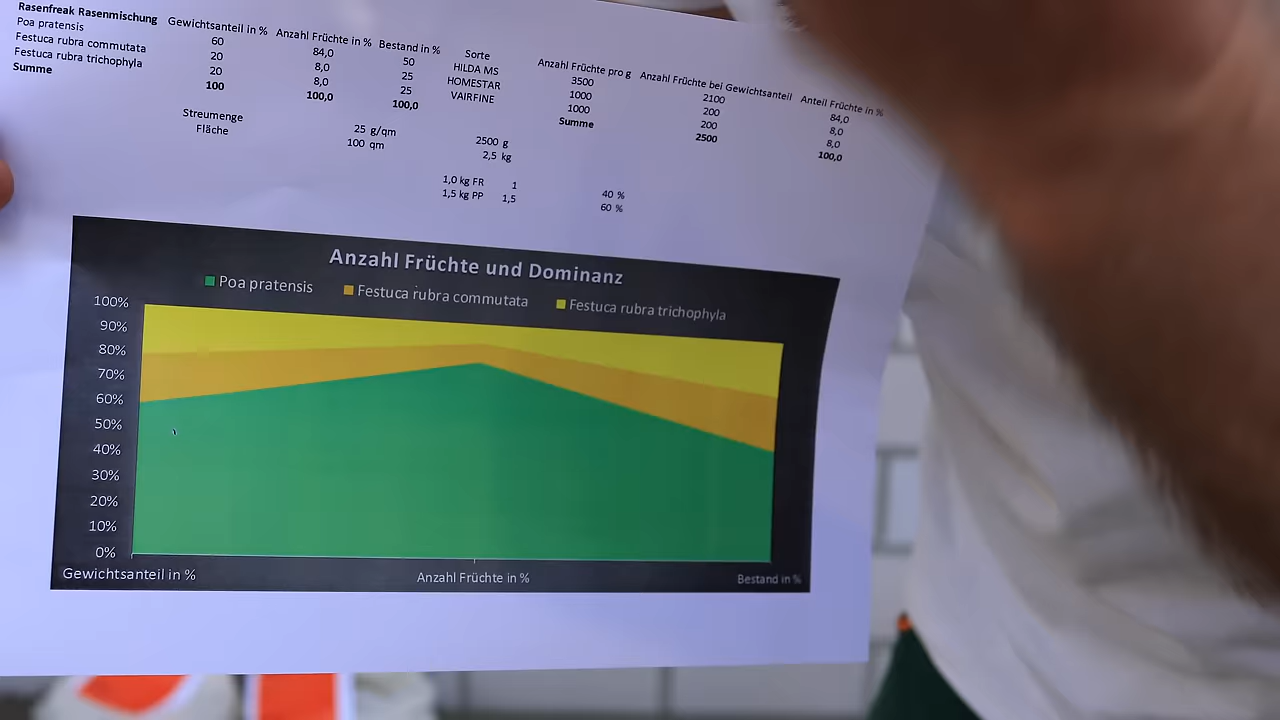 Rasenfreak Rasenmischung Gewichtsanteil in % Anzahl Früchte in % Bestand in % Sorte Anzahl Früchte pro g Anzahl Früchte bei Gewichtsanteil Anteil Früchte in %
Poa pratensis 60 84,0 50 HILDA MS 3500 2100 84,0
Festuca rubra commutata 20 8,0 25 HOMESTAR 1000 200 8,0
Festuca rubra trichophyla 20 8,0 25 VAIRFINE 1000 200 8,0
Summe 100 100,0 100,0 Summe 2500 100,0
Streumenge 25 g/qm 2500 g
Fläche 100 qm 2,5 kg
1,0 kg FR 1 40 %
1,5 kg PP 1,5 60 %
Anzahl Früchte und Dominanz
Poa pratensis Festuca rubra commutata Festuca rubra trichophyla
100%
90%
80%
70%
60%
50%
40%
30%
20%
10%
0%
Gewichtsanteil in % Anzahl Früchte in % Bestand in %